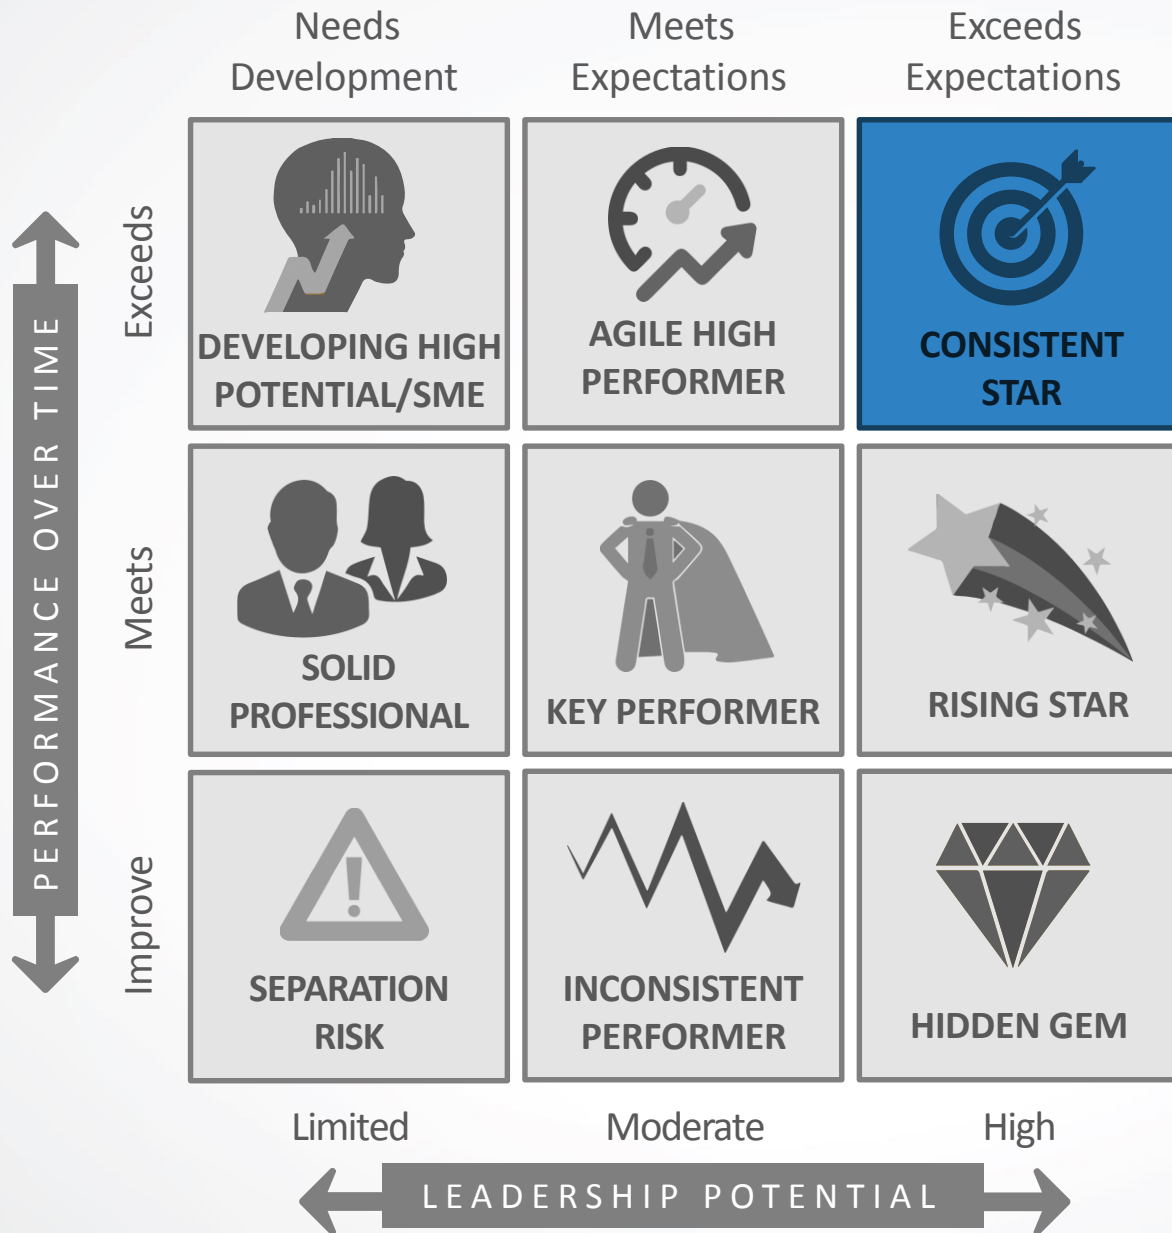 Needs
Development
Meets
Expectations
Exceeds
Expectations
PERFORMANCE OVER TIME
Exceeds
DEVELOPING HIGH
POTENTIAL/SME
AGILE HIGH
PERFORMER
CONSISTENT
STAR
Meets
SOLID
PROFESSIONAL
KEY PERFORMER
RISING STAR
Improve
SEPARATION
RISK
INCONSISTENT
PERFORMER
HIDDEN GEM
Limited
Moderate
High
LEADERSHIP POTENTIAL